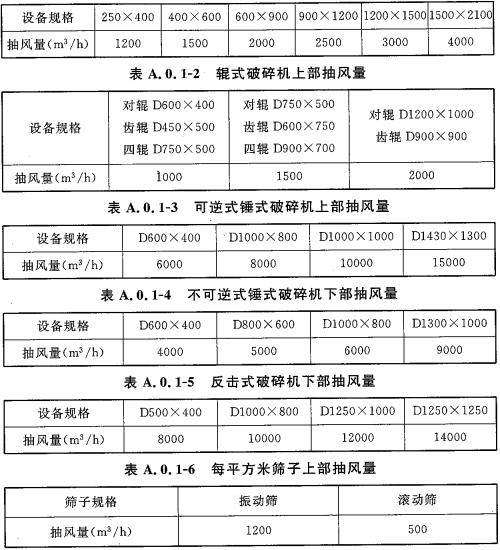 设备规格 250×400 400×600 600×900 900×1200 1200×1500 1500×2100
抽风量(m³/h) 1200 1500 2000 2500 3000 4000
表 A.0.1-2 辊式破碎机上部抽风量
对辊 D600×400 对辊 D750×500
对辊 D1200×1000
设备规格 齿辊 D450×500 齿辊 D600×750
齿辊 D900×900
四辊 D750×500 四辊 D900×700
抽风量(m³/h) 1000 1500 2000
表 A.0.1-3 可逆式锤式破碎机上部抽风量
设备规格 D600×400 D1000×800 D1000×1000 D1430×1300
抽风量(m³/h) 6000 8000 10000 15000
表 A.0.1-4 不可逆式锤式破碎机下部抽风量
设备规格 D600×400 D800×600 D1000×800 D1300×1000
抽风量(m³/h) 4000 5000 6000 9000
表 A.0.1-5 反击式破碎机下部抽风量
设备规格 D500×400 D1000×800 D1250×1000 D1250×1250
抽风量(m³/h) 8000 10000 12000 14000
表 A.0.1-6 每平方米筛子上部抽风量
筛子规格 振动筛 滚动筛
抽风量(m³/h) 1200 500